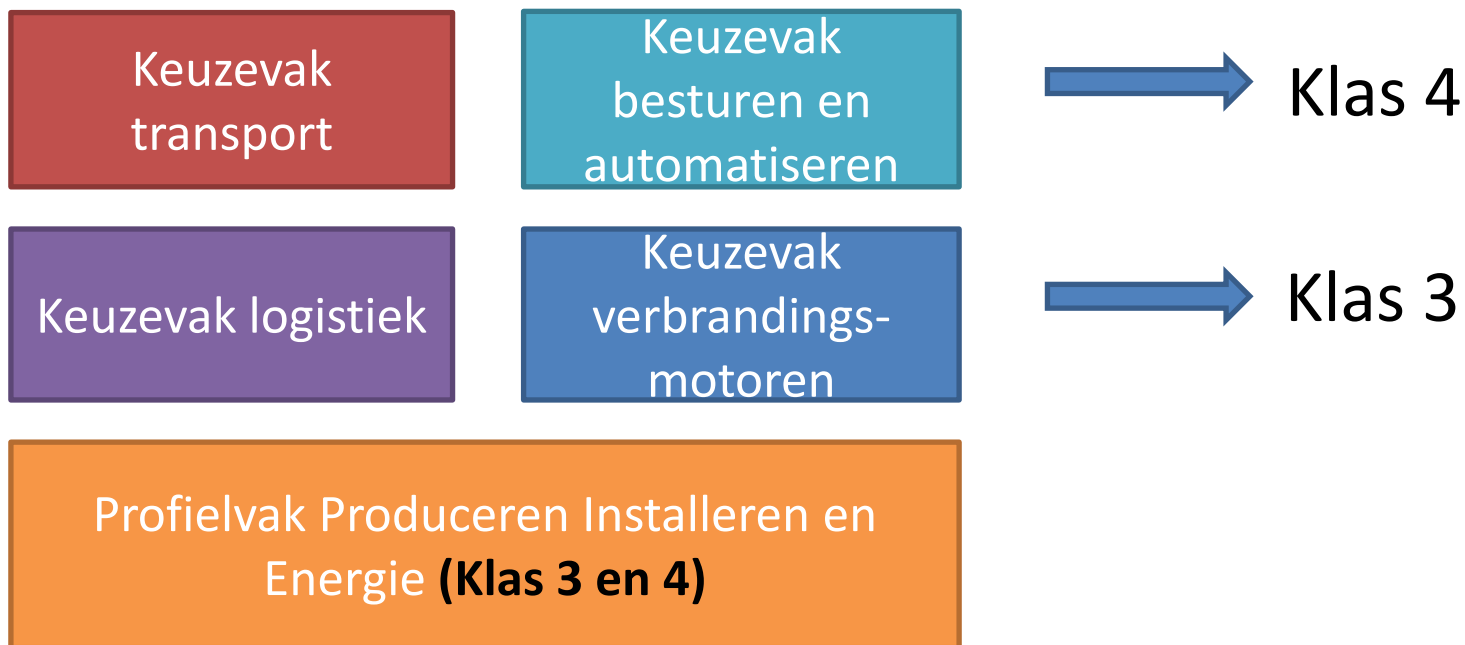 Keuzevak
transport
Keuzevak
besturen en
automatiseren
Klas 4
Keuzevak logistiek
Keuzevak
verbrandings-
motoren
Klas 3
Profielvak Produceren Installeren en
Energie (Klas 3 en 4)